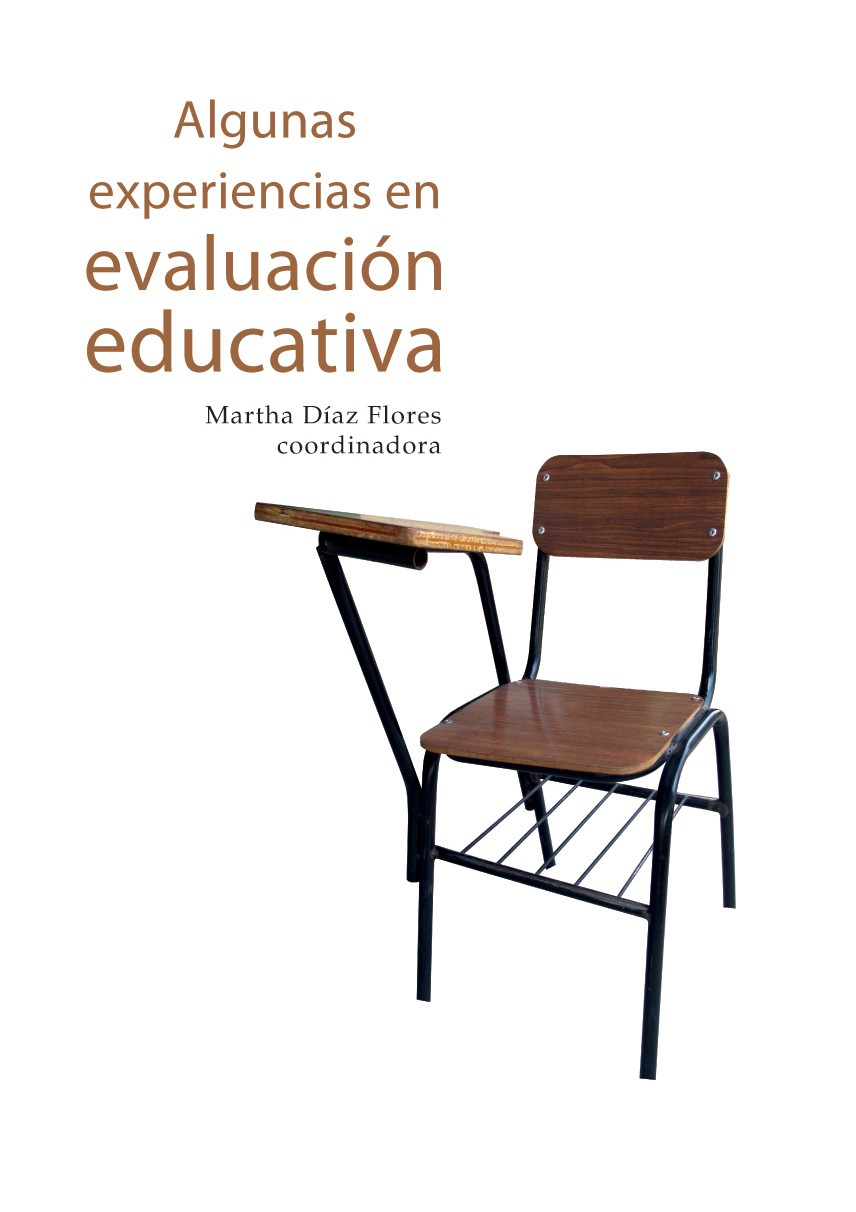 Algunas
experiencias en
evaluación
educativa
Martha Díaz Flores
coordinadora